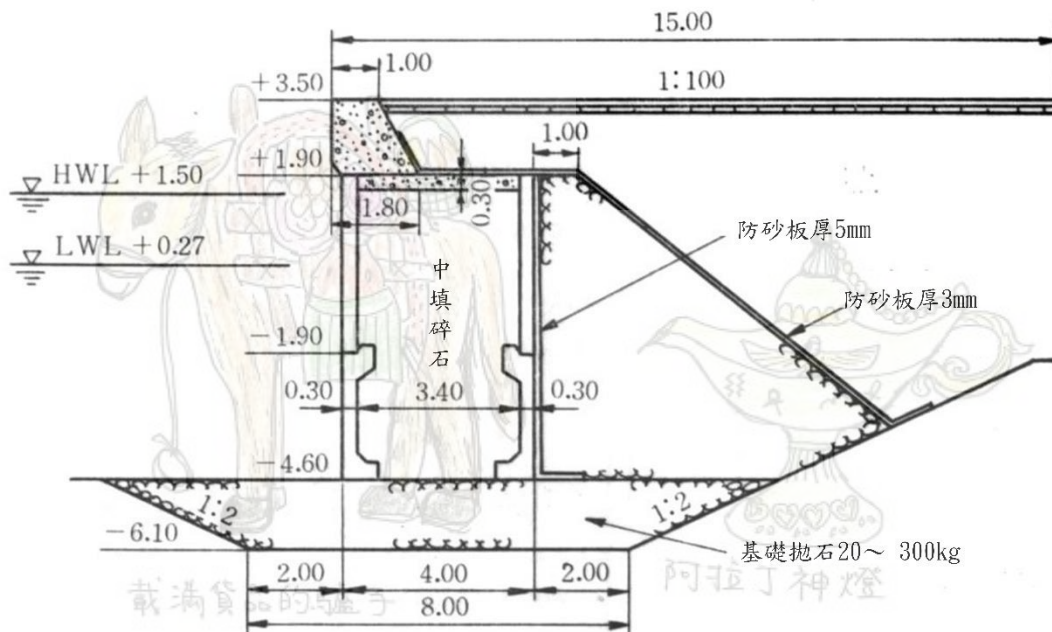 15.00
1.00
+3.50
1:100
1.00
+1.90
HWL +1.50
0.30
1.80
防砂板厚5mm
LWL +0.27
中填碎石
防砂板厚3mm
-1.90
0.30
3.40
0.30
-4.60
1:2
1:2
-6.10
基礎拋石20～ 300kg
2.00
4.00
2.00
載滿貨品的驢子
阿拉丁神燈
8.00